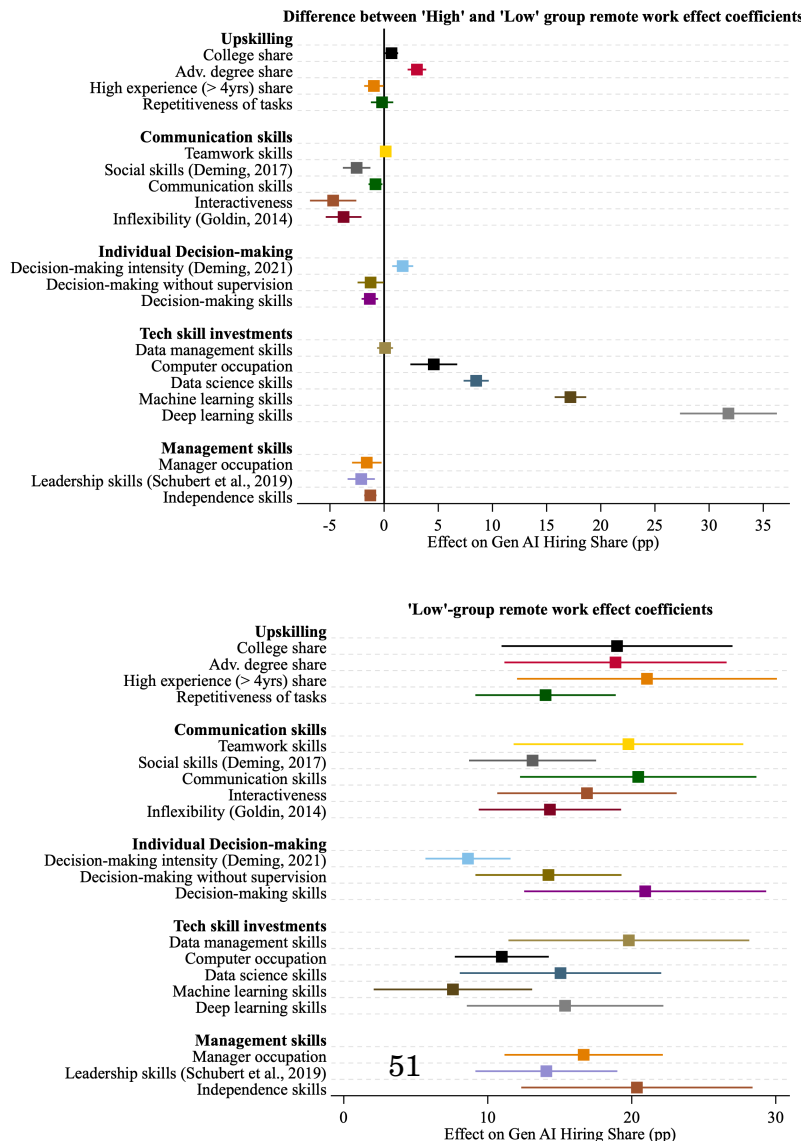 Difference between 'High' and 'Low' group remote work effect coefficients
Upskilling
College share
Adv. degree share
High experience (> 4yrs) share
Repetitiveness of tasks
Communication skills
Teamwork skills
Social skills (Deming, 2017)
Communication skills
Interactiveness
Inflexibility (Goldin, 2014)
Individual Decision-making
Decision-making intensity (Deming, 2021)
Decision-making without supervision
Decision-making skills
Tech skill investments
Data management skills
Computer occupation
Data science skills
Machine learning skills
Deep learning skills
Management skills
Manager occupation
Leadership skills (Schubert et al., 2019)
Independence skills
-5 0 5 10 15 20 25 30 35
Effect on Gen AI Hiring Share (pp)
'Low'-group remote work effect coefficients
Upskilling
College share
Adv. degree share
High experience (> 4yrs) share
Repetitiveness of tasks
Communication skills
Teamwork skills
Social skills (Deming, 2017)
Communication skills
Interactiveness
Inflexibility (Goldin, 2014)
Individual Decision-making
Decision-making intensity (Deming, 2021)
Decision-making without supervision
Decision-making skills
Tech skill investments
Data management skills
Computer occupation
Data science skills
Machine learning skills
Deep learning skills
Management skills
Manager occupation
51
Leadership skills (Schubert et al., 2019)
Independence skills
0 10 20 30
Effect on Gen AI Hiring Share (pp)